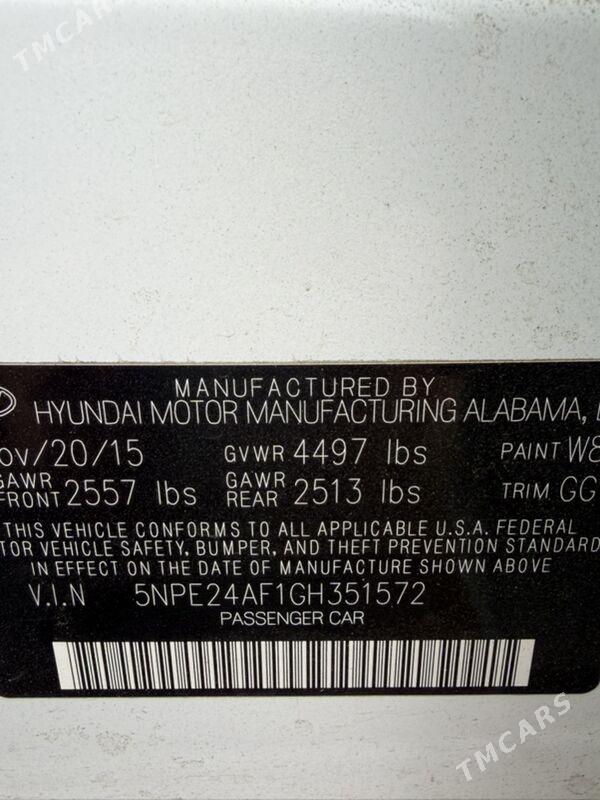 TMCARS
MANUFACTURED BY
HYUNDAI MOTOR MANUFACTURING ALABAMA,
ov/20/15 GVWR 4497 lbs PAINT W8
GAWR FRONT 2557 lbs GAWR REAR 2513 lbs TRIM GG
THIS VEHICLE CONFORMS TO ALL APPLICABLE U.S.A. FEDERAL
TOR VEHICLE SAFETY, BUMPER, AND THEFT PREVENTION STANDARD
IN EFFECT ON THE DATE OF MANUFACTURE SHOWN ABOVE
V.I.N 5NPE24AF1GH351572
PASSENGER CAR
TMCARS